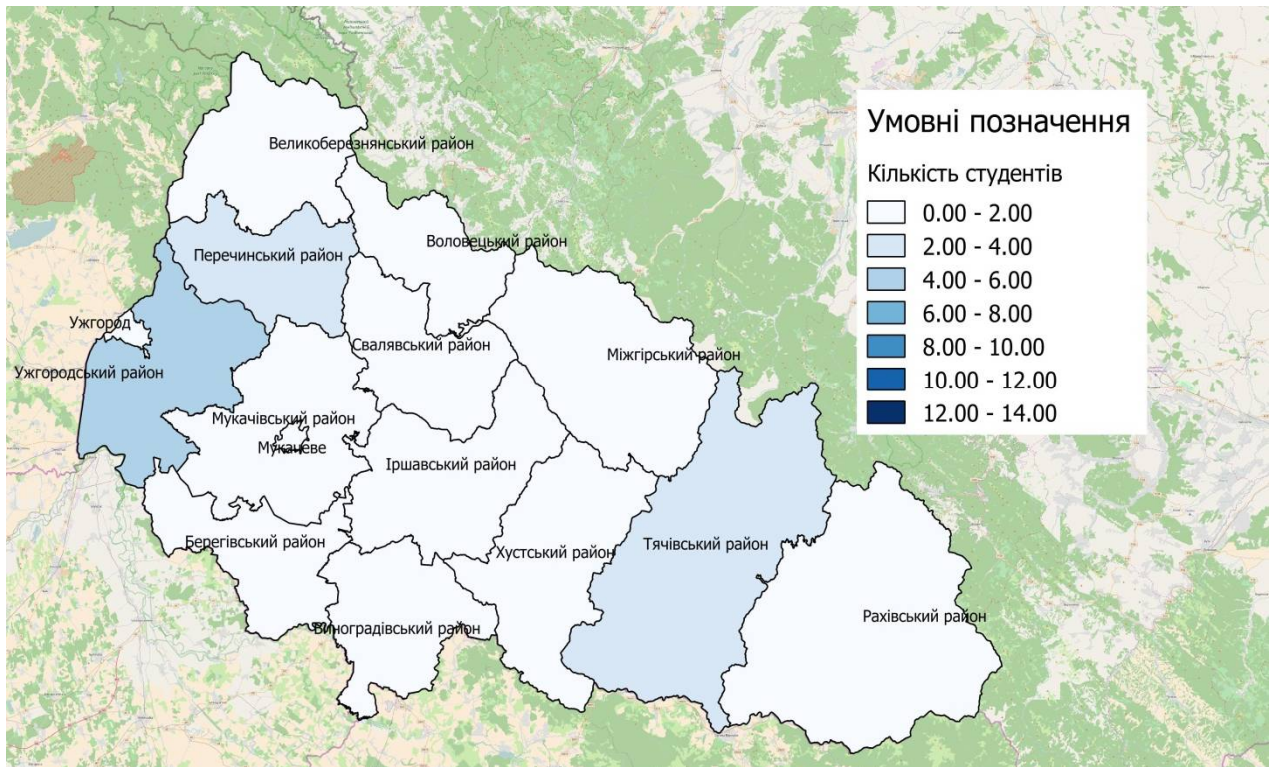 Великоберезнянський район
Перечинський район
Воловецький район
Ужгород
Свалявський район
Міжгірський район
Ужгородський район
Мукачівський район
Мукачеве
Іршавський район
Берегівський район
Хустський район
Тячівський район
Виноградівський район
Рахівський район
Умовні позначення
Кількість студентів
0.00 - 2.00
2.00 - 4.00
4.00 - 6.00
6.00 - 8.00
8.00 - 10.00
10.00 - 12.00
12.00 - 14.00